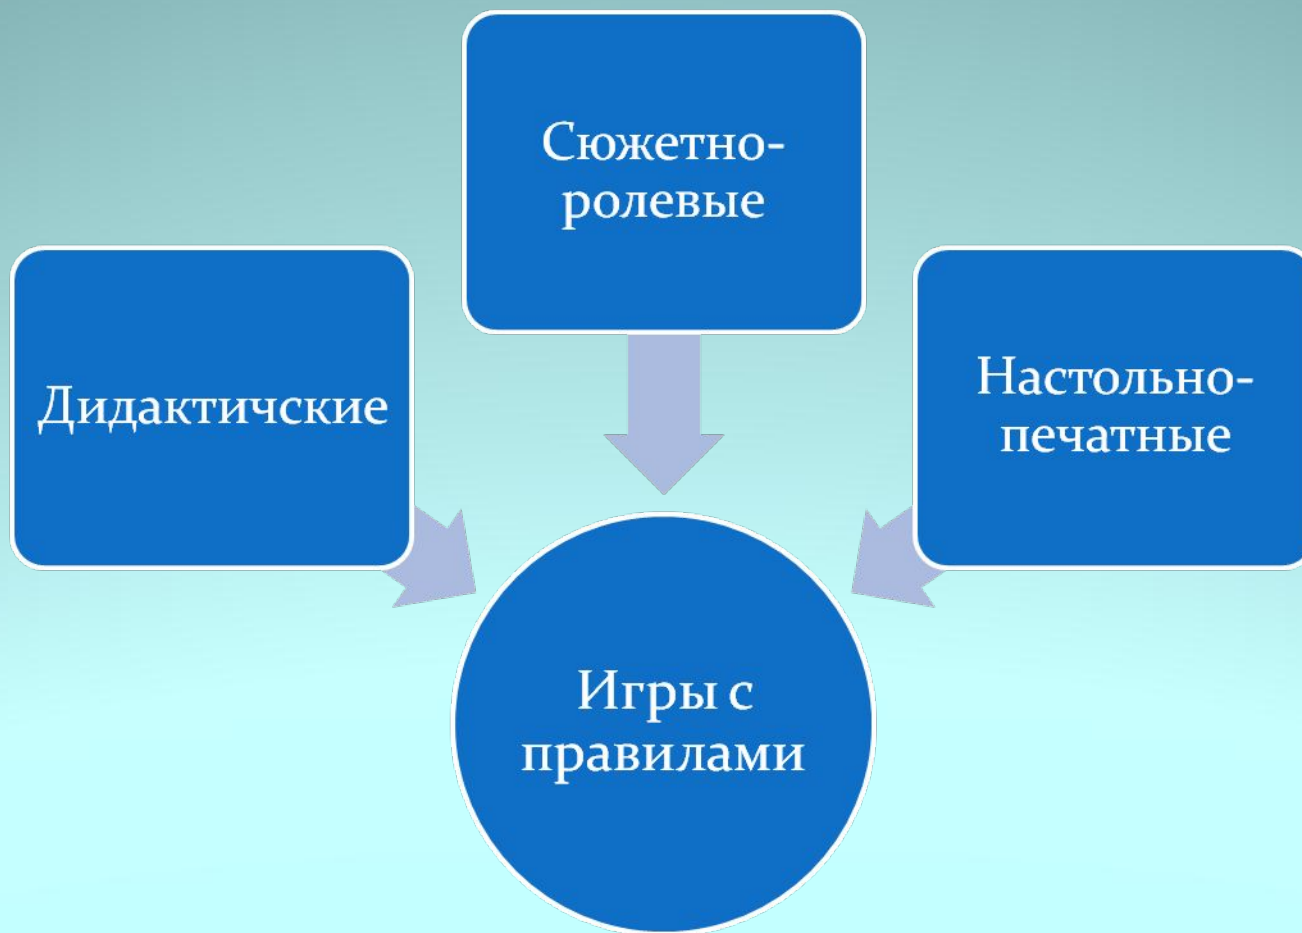 Сюжетно-
ролевые
Дидактичские
Настольно-
печатные
Игры с
правилами